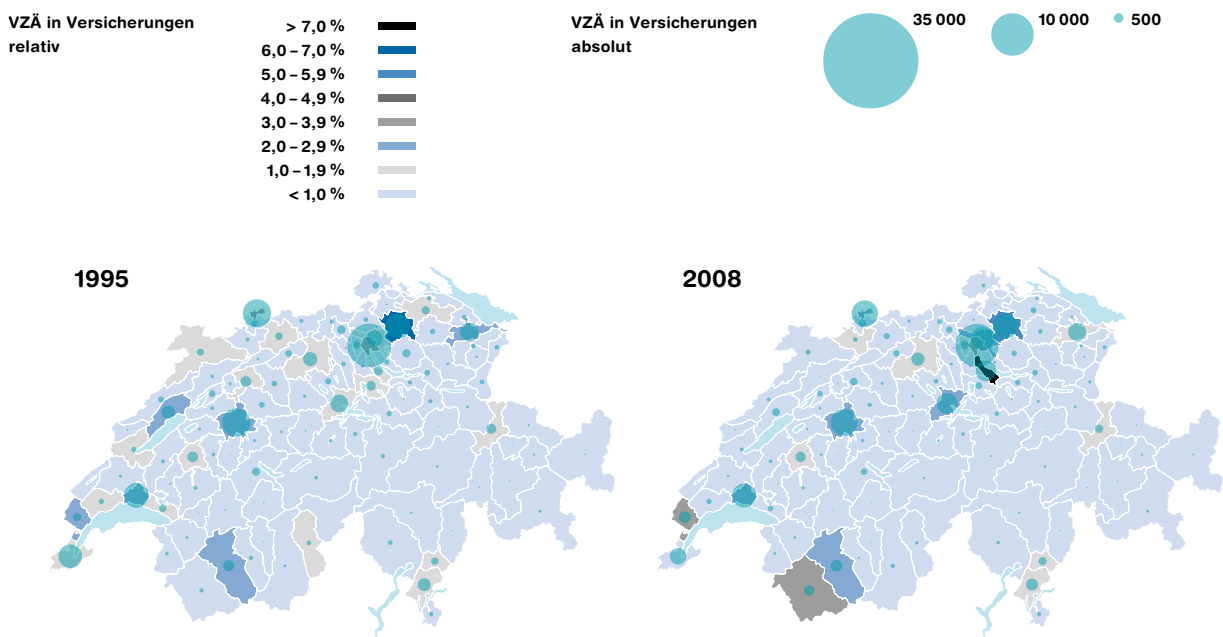 VZÄ in Versicherungen
relativ
> 7,0 %
6,0 – 7,0 %
5,0 – 5,9 %
4,0 – 4,9 %
3,0 – 3,9 %
2,0 – 2,9 %
1,0 – 1,9 %
< 1,0 %
VZÄ in Versicherungen
absolut
35 000
10 000
500
1995
2008